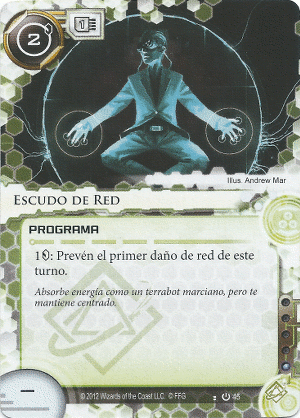 2
1
Illus. Andrew Mar
Escudo de Red
PROGRAMA
1: Prevén el primer daño de red de este
turno.
Absorbe energía como un terrabot marciano, pero te
mantiene centrado.
–
© 2012 Wizards of the Coast LLC. © FFG
2 45